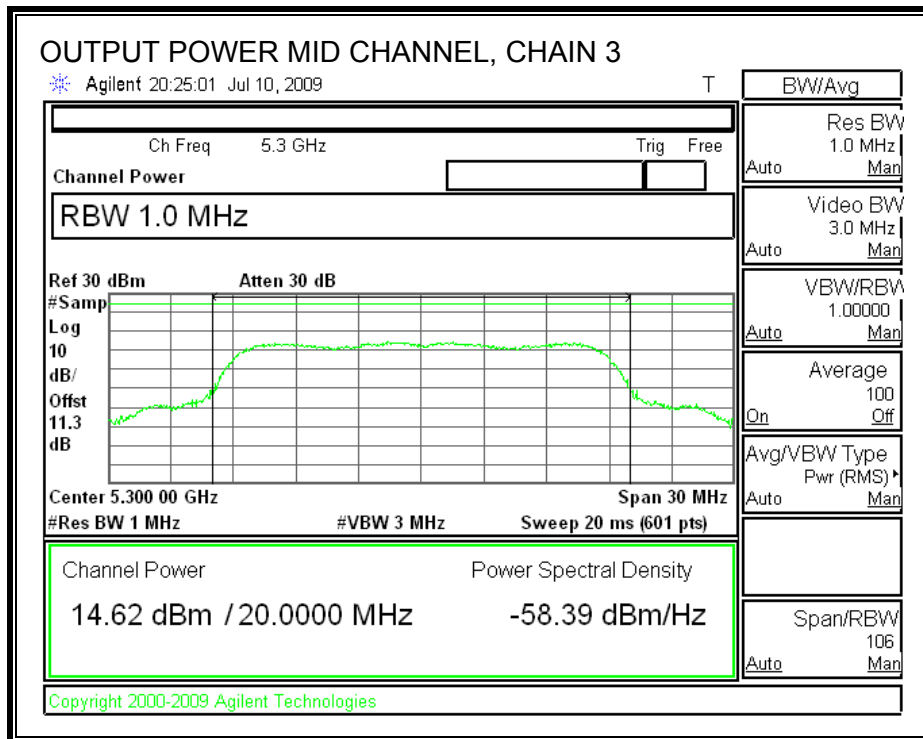 OUTPUT POWER MID CHANNEL, CHAIN 3
Agilent 20:25:01 Jul 10, 2009 T
Ch Freq 5.3 GHz Trig Free
Channel Power
RBW 1.0 MHz
Ref 30 dBm Atten 30 dB
#Samp
Log
10
dB/
Offst
11.3
dB
Center 5.300 00 GHz Span 30 MHz
#Res BW 1 MHz #VBW 3 MHz Sweep 20 ms (601 pts)
Channel Power Power Spectral Density
14.62 dBm / 20.0000 MHz -58.39 dBm/Hz
Copyright 2000-2009 Agilent Technologies
BW/Avg
Res BW
1.0 MHz
Auto Man
Video BW
3.0 MHz
Auto Man
VBW/RBW
1.00000
Auto Man
Average
100
On Off
Avg/VBW Type
Pwr (RMS)
Auto Man
Span/RBW
106
Auto Man